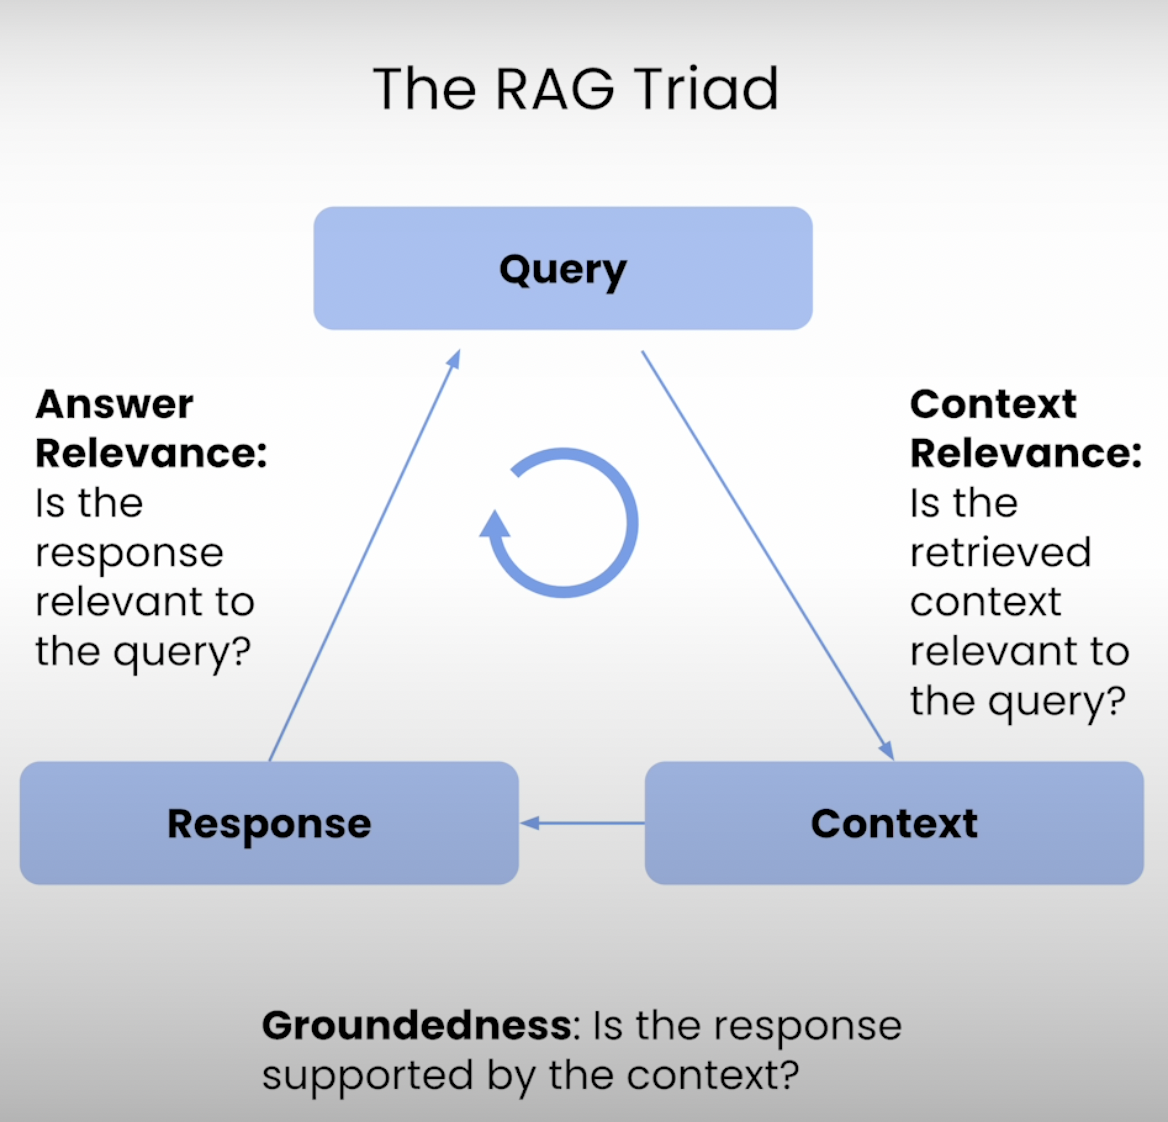 The RAG Triad
Query
Answer
Relevance:
Is the
response
relevant to
the query?
Context
Relevance:
Is the
retrieved
context
relevant to
the query?
Response
Context
Groundedness: Is the response
supported by the context?